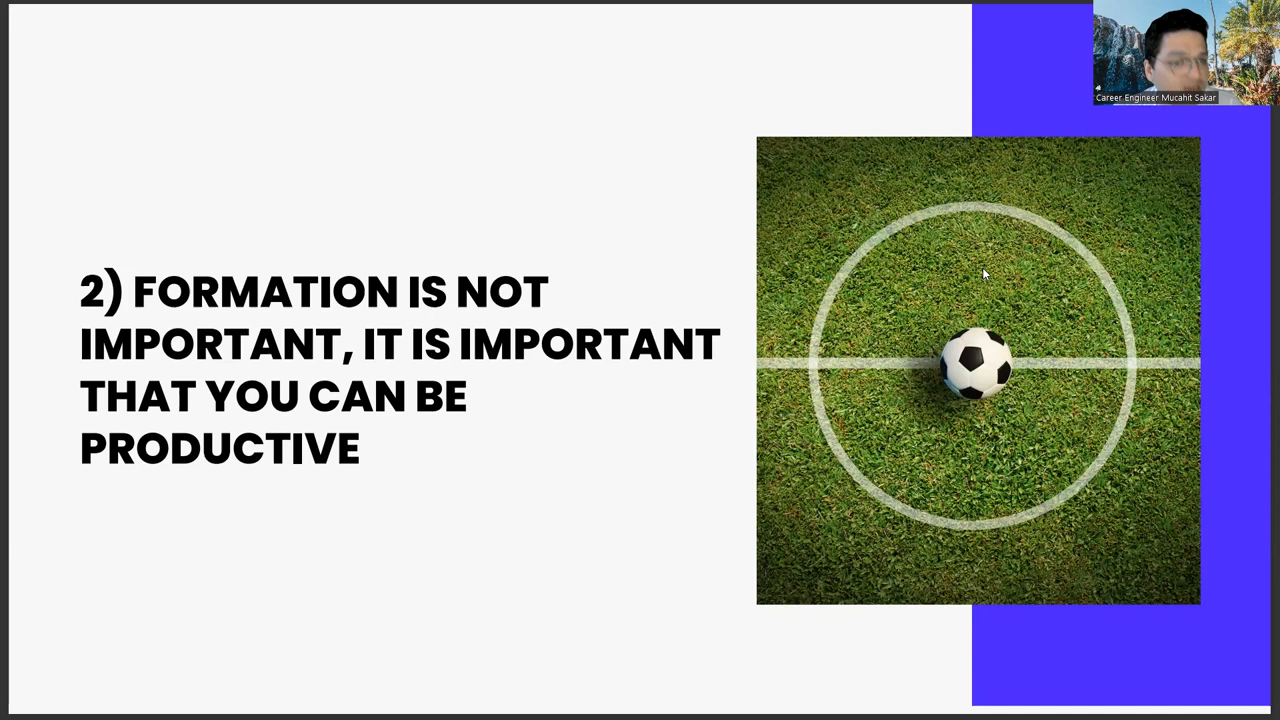 Career Engineer Mucahit Sakar
2) FORMATION IS NOT
IMPORTANT, IT IS IMPORTANT
THAT YOU CAN BE
PRODUCTIVE